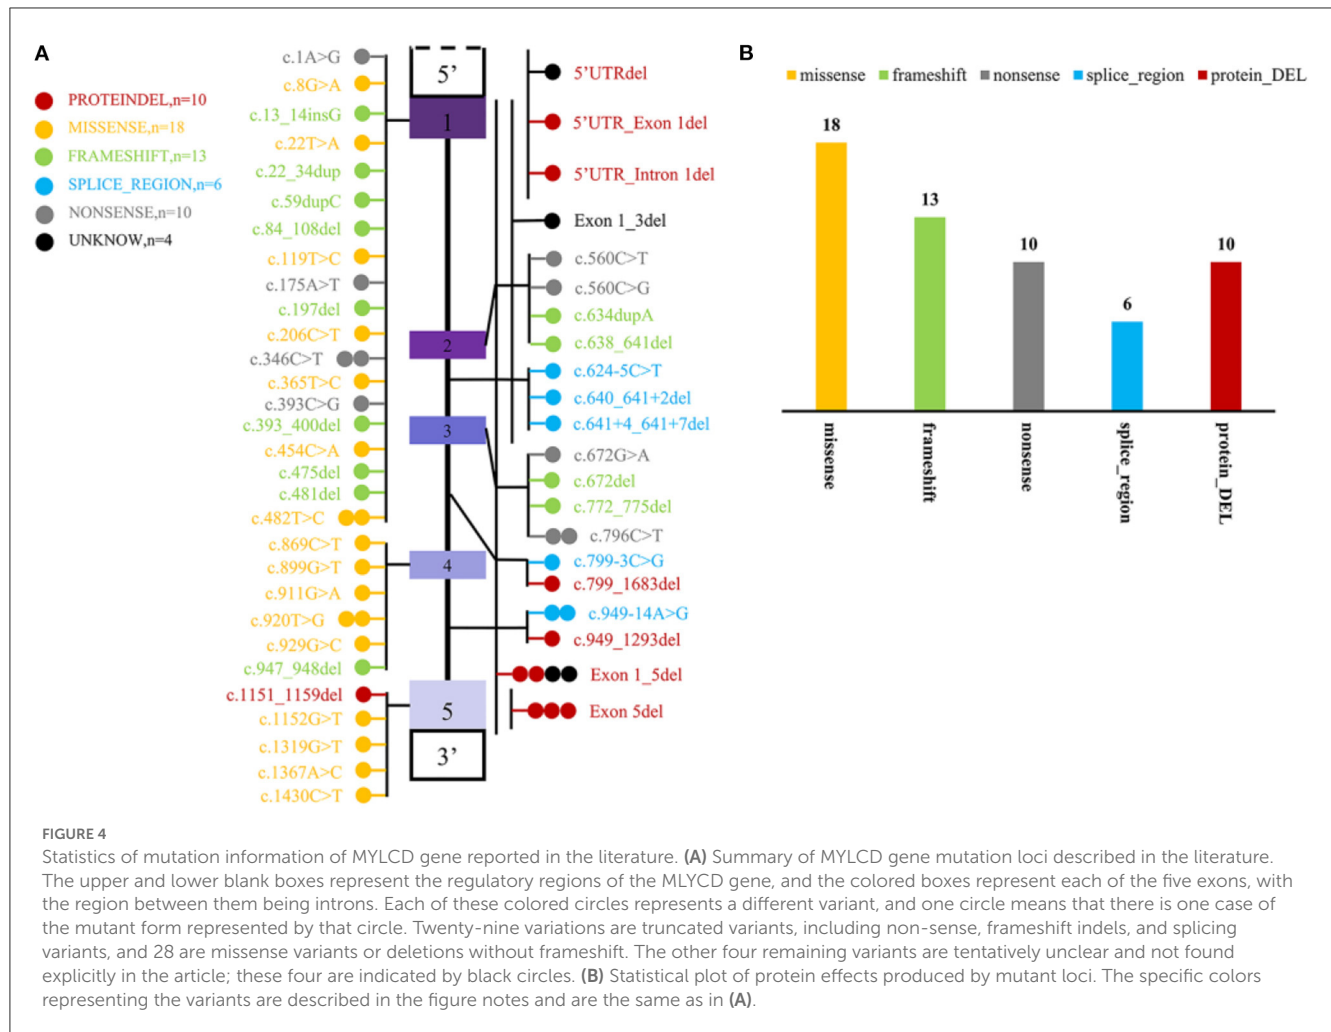 A
PROTEINDEL,n=10
MISSENSE,n=18
FRAMESHIFT,n=13
SPLICE_REGION,n=6
NONSENSE,n=10
UNKNOW,n=4
c.1A>G
c.8G>A
c.13_14insG
c.22T>A
c.22_34dup
c.59dupC
c.84_108del
c.119T>C
c.175A>T
c.197del
c.206C>T
c.346C>T
c.365T>C
c.393C>G
c.393_400del
c.454C>A
c.475del
c.481del
c.482T>C
c.869C>T
c.899G>T
c.911G>A
c.920T>G
c.929G>C
c.947_948del
c.1151_1159del
c.1152G>T
c.1319G>T
c.1367A>C
c.1430C>T
5’
1
2
3
4
5
3’
5’UTRdel
5’UTR_Exon 1del
5’UTR_Intron 1del
Exon 1_3del
c.560C>T
c.560C>G
c.634dupA
c.638_641del
c.624-5C>T
c.640_641+2del
c.641+4_641+7del
c.672G>A
c.672del
c.772_775del
c.796C>T
c.799-3C>G
c.799_1683del
c.949-14A>G
c.949_1293del
Exon 1_5del
Exon 5del
B
missense frameshift nonsense splice_region protein_DEL
18
13
10
6
10
missense
frameshift
nonsense
splice_region
protein_DEL
FIGURE 4
Statistics of mutation information of MYLCD gene reported in the literature. (A) Summary of MYLCD gene mutation loci described in the literature.
The upper and lower blank boxes represent the regulatory regions of the MLYCD gene, and the colored boxes represent each of the five exons, with
the region between them being introns. Each of these colored circles represents a different variant, and one circle means that there is one case of
the mutant form represented by that circle. Twenty-nine variations are truncated variants, including non-sense, frameshift indels, and splicing
variants, and 28 are missense variants or deletions without frameshift. The other four remaining variants are tentatively unclear and not found
explicitly in the article; these four are indicated by black circles. (B) Statistical plot of protein effects produced by mutant loci. The specific colors
representing the variants are described in the figure notes and are the same as in (A).